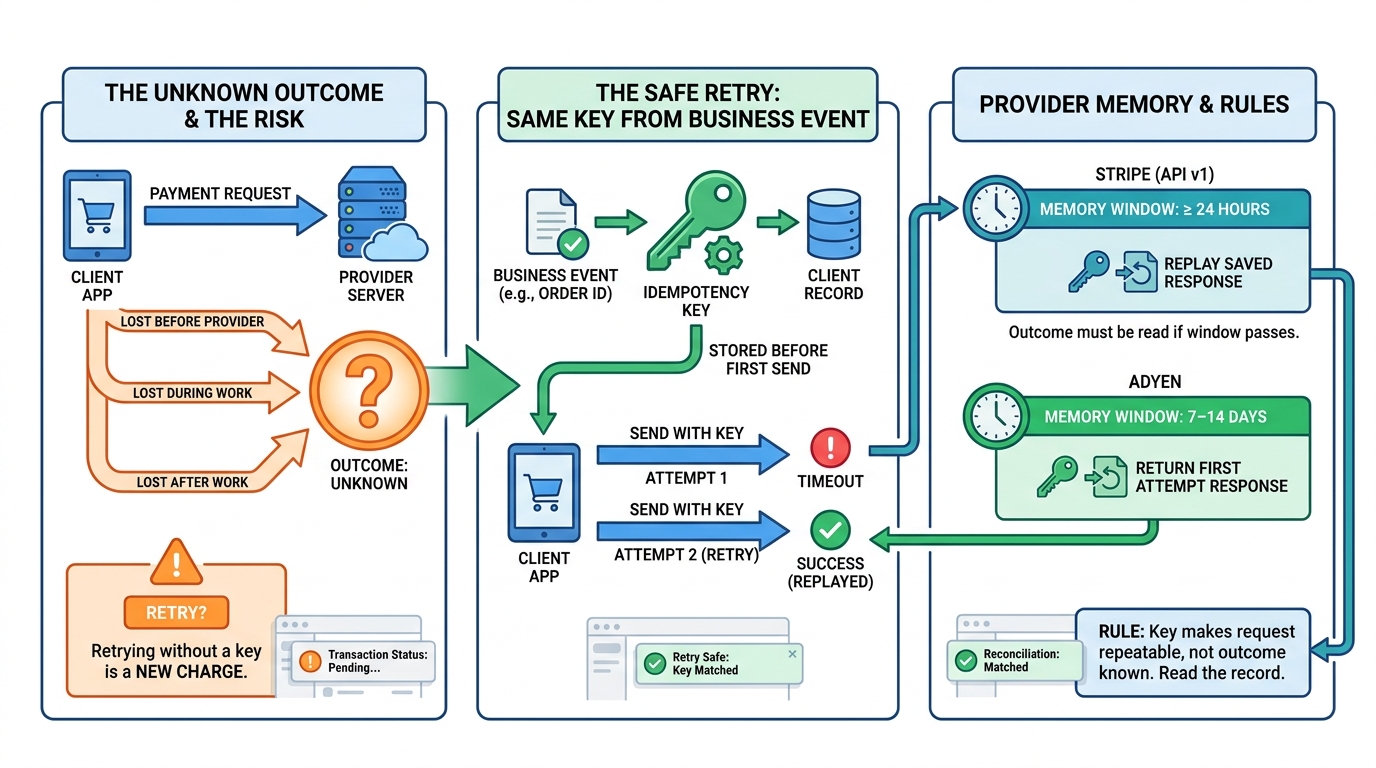 THE UNKNOWN OUTCOME
& THE RISK
PAYMENT REQUEST
CLIENT
APP
PROVIDER
SERVER
LOST BEFORE PROVIDER
LOST DURING WORK
LOST AFTER WORK
OUTCOME:
UNKNOWN
RETRY?
Retrying without a key
is a NEW CHARGE.
Transaction Status:
Pending...
THE SAFE RETRY:
SAME KEY FROM BUSINESS EVENT
BUSINESS EVENT
(e.g., ORDER ID)
IDEMPOTENCY
KEY
CLIENT
RECORD
STORED BEFORE
FIRST SEND
SEND WITH KEY
ATTEMPT 1
TIMEOUT
SEND WITH KEY
ATTEMPT 2 (RETRY)
CLIENT
APP
SUCCESS
(REPLAYED)
Retry Safe:
Key Matched
PROVIDER MEMORY & RULES
STRIPE (API v1)
MEMORY WINDOW: ≥ 24 HOURS
REPLAY SAVED
RESPONSE
Outcome must be read if window passes.
ADYEN
MEMORY WINDOW: 7–14 DAYS
RETURN FIRST
ATTEMPT RESPONSE
Reconciliation:
Matched
RULE: Key makes request
repeatable, not outcome
known. Read the record.